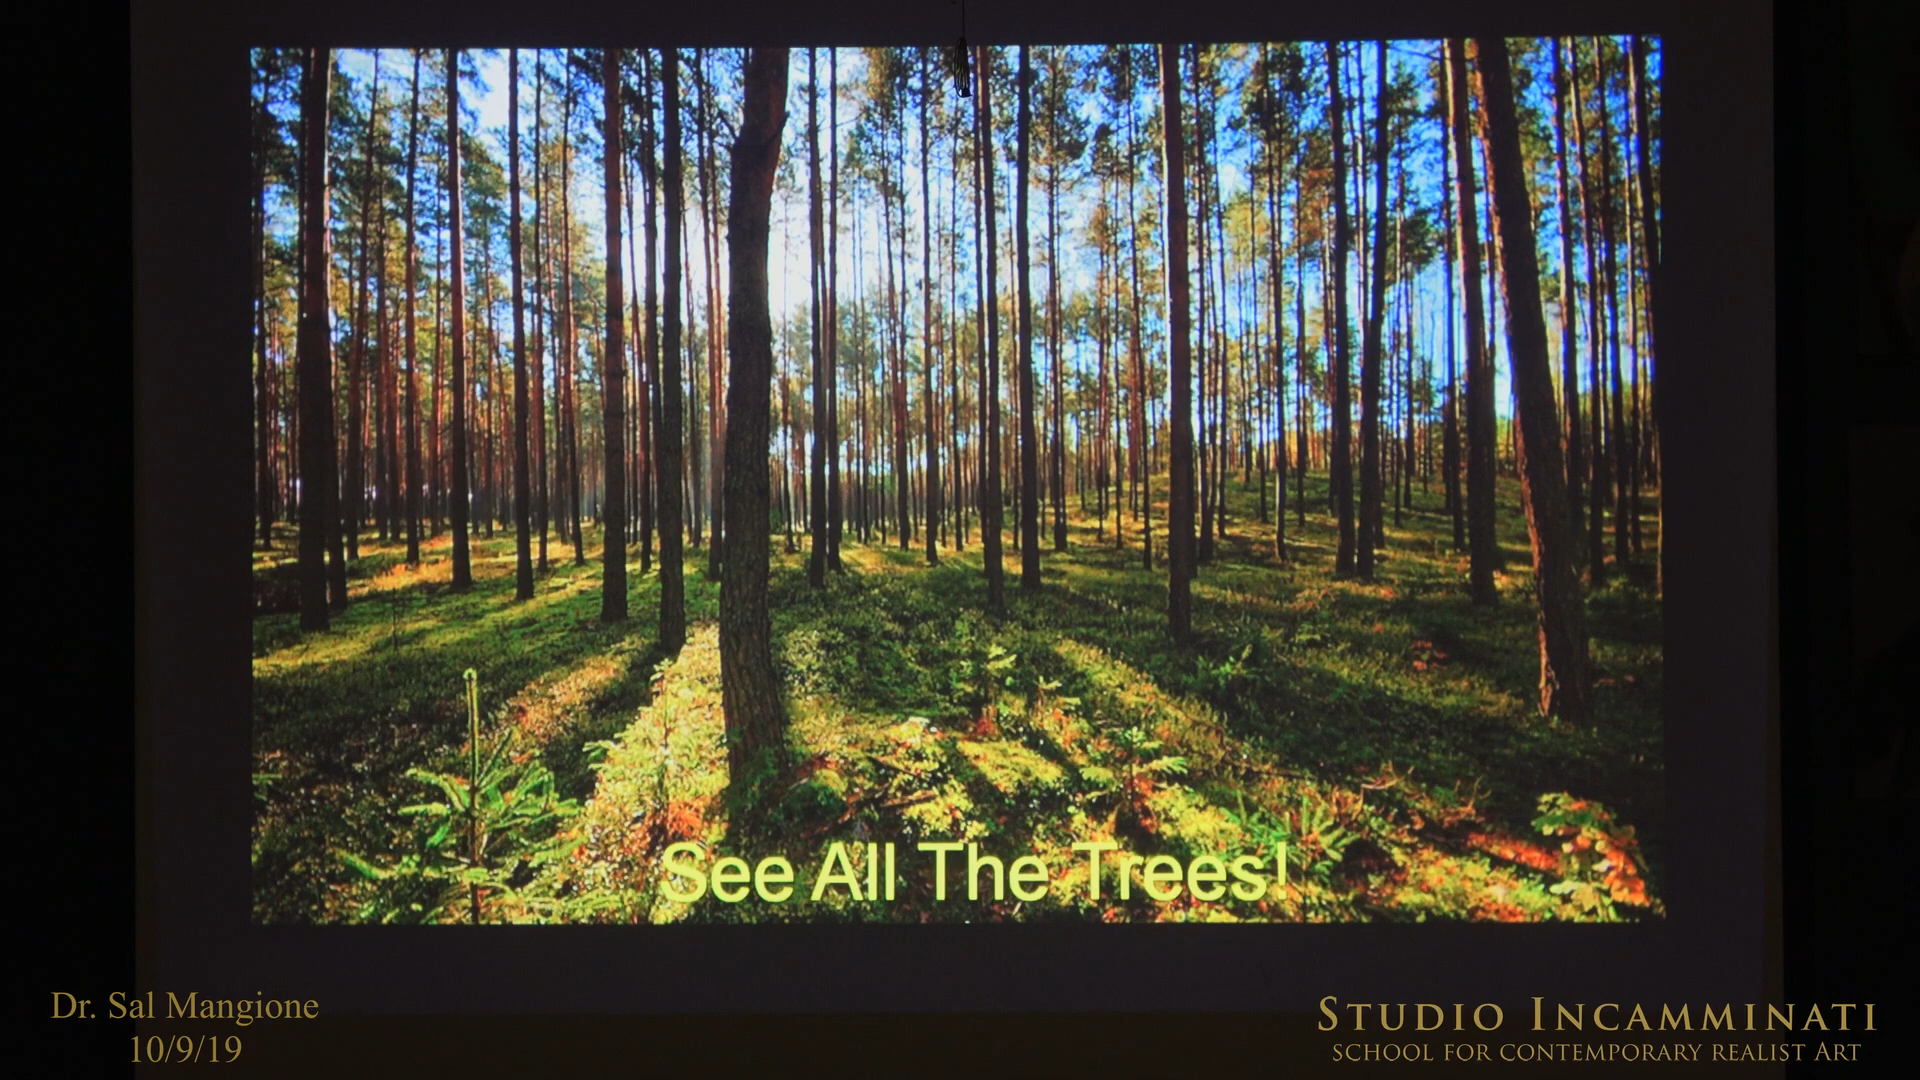 See All The Trees!
Dr. Sal Mangione
10/9/19
STUDIO INCAMMINATI
SCHOOL FOR CONTEMPORARY REALIST ART